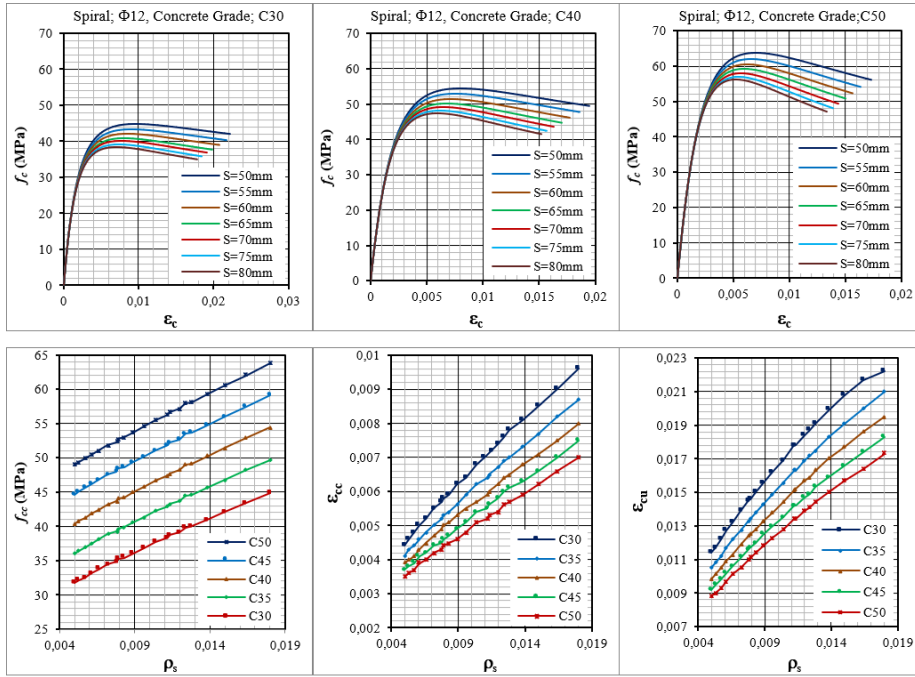 Spiral; Φ12, Concrete Grade; C30
70
60
50
40
30
20
10
0
f_c (MPa)
S=50mm
S=55mm
S=60mm
S=65mm
S=70mm
S=75mm
S=80mm
0 0,01 0,02 0,03
ε_c
Spiral; Φ12, Concrete Grade; C40
70
60
50
40
30
20
10
0
f_c (MPa)
S=50mm
S=55mm
S=60mm
S=65mm
S=70mm
S=75mm
S=80mm
0 0,005 0,01 0,015 0,02
ε_c
Spiral; Φ12, Concrete Grade;C50
70
60
50
40
30
20
10
0
f_c (MPa)
S=50mm
S=55mm
S=60mm
S=65mm
S=70mm
S=75mm
S=80mm
0 0,005 0,01 0,015 0,02
ε_c
65
55
45
35
25
f_cc (MPa)
C50
C45
C40
C35
C30
0,004 0,009 0,014 0,019
ρ_s
0,01
0,009
0,008
0,007
0,006
0,005
0,004
0,003
0,002
ε_cc
C30
C35
C40
C45
C50
0,004 0,009 0,014 0,019
ρ_s
0,023
0,021
0,019
0,017
0,015
0,013
0,011
0,009
0,007
ε_cu
C30
C35
C40
C45
C50
0,004 0,009 0,014 0,019
ρ_s